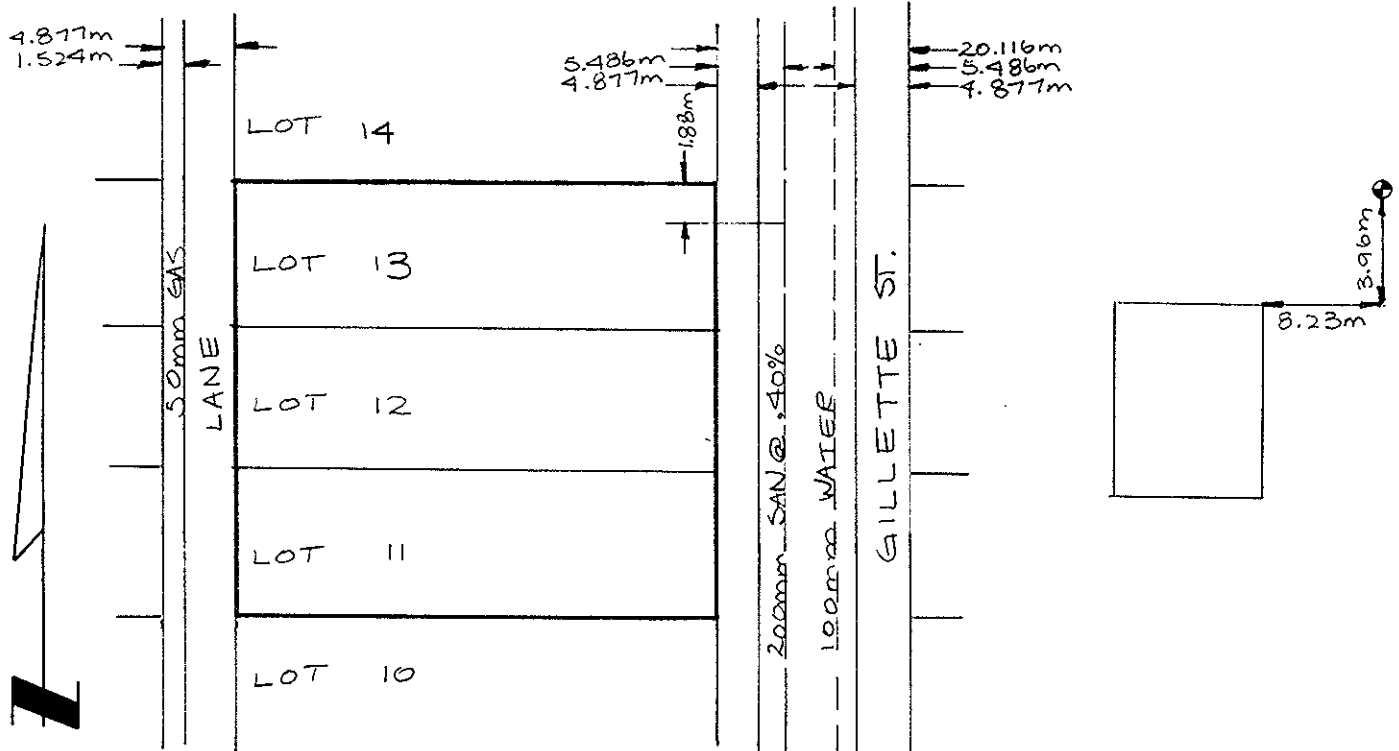 4.877m
1.524m
5.486m
4.877m
20.116m
5.486m
4.877m
1.88m
LOT 14
LOT 13
LOT 12
LOT 11
LOT 10
50mm GAS
LANE
200mm SAN @ .40%
100mm WATER
GILLETTE ST.
3.96m
8.23m
N